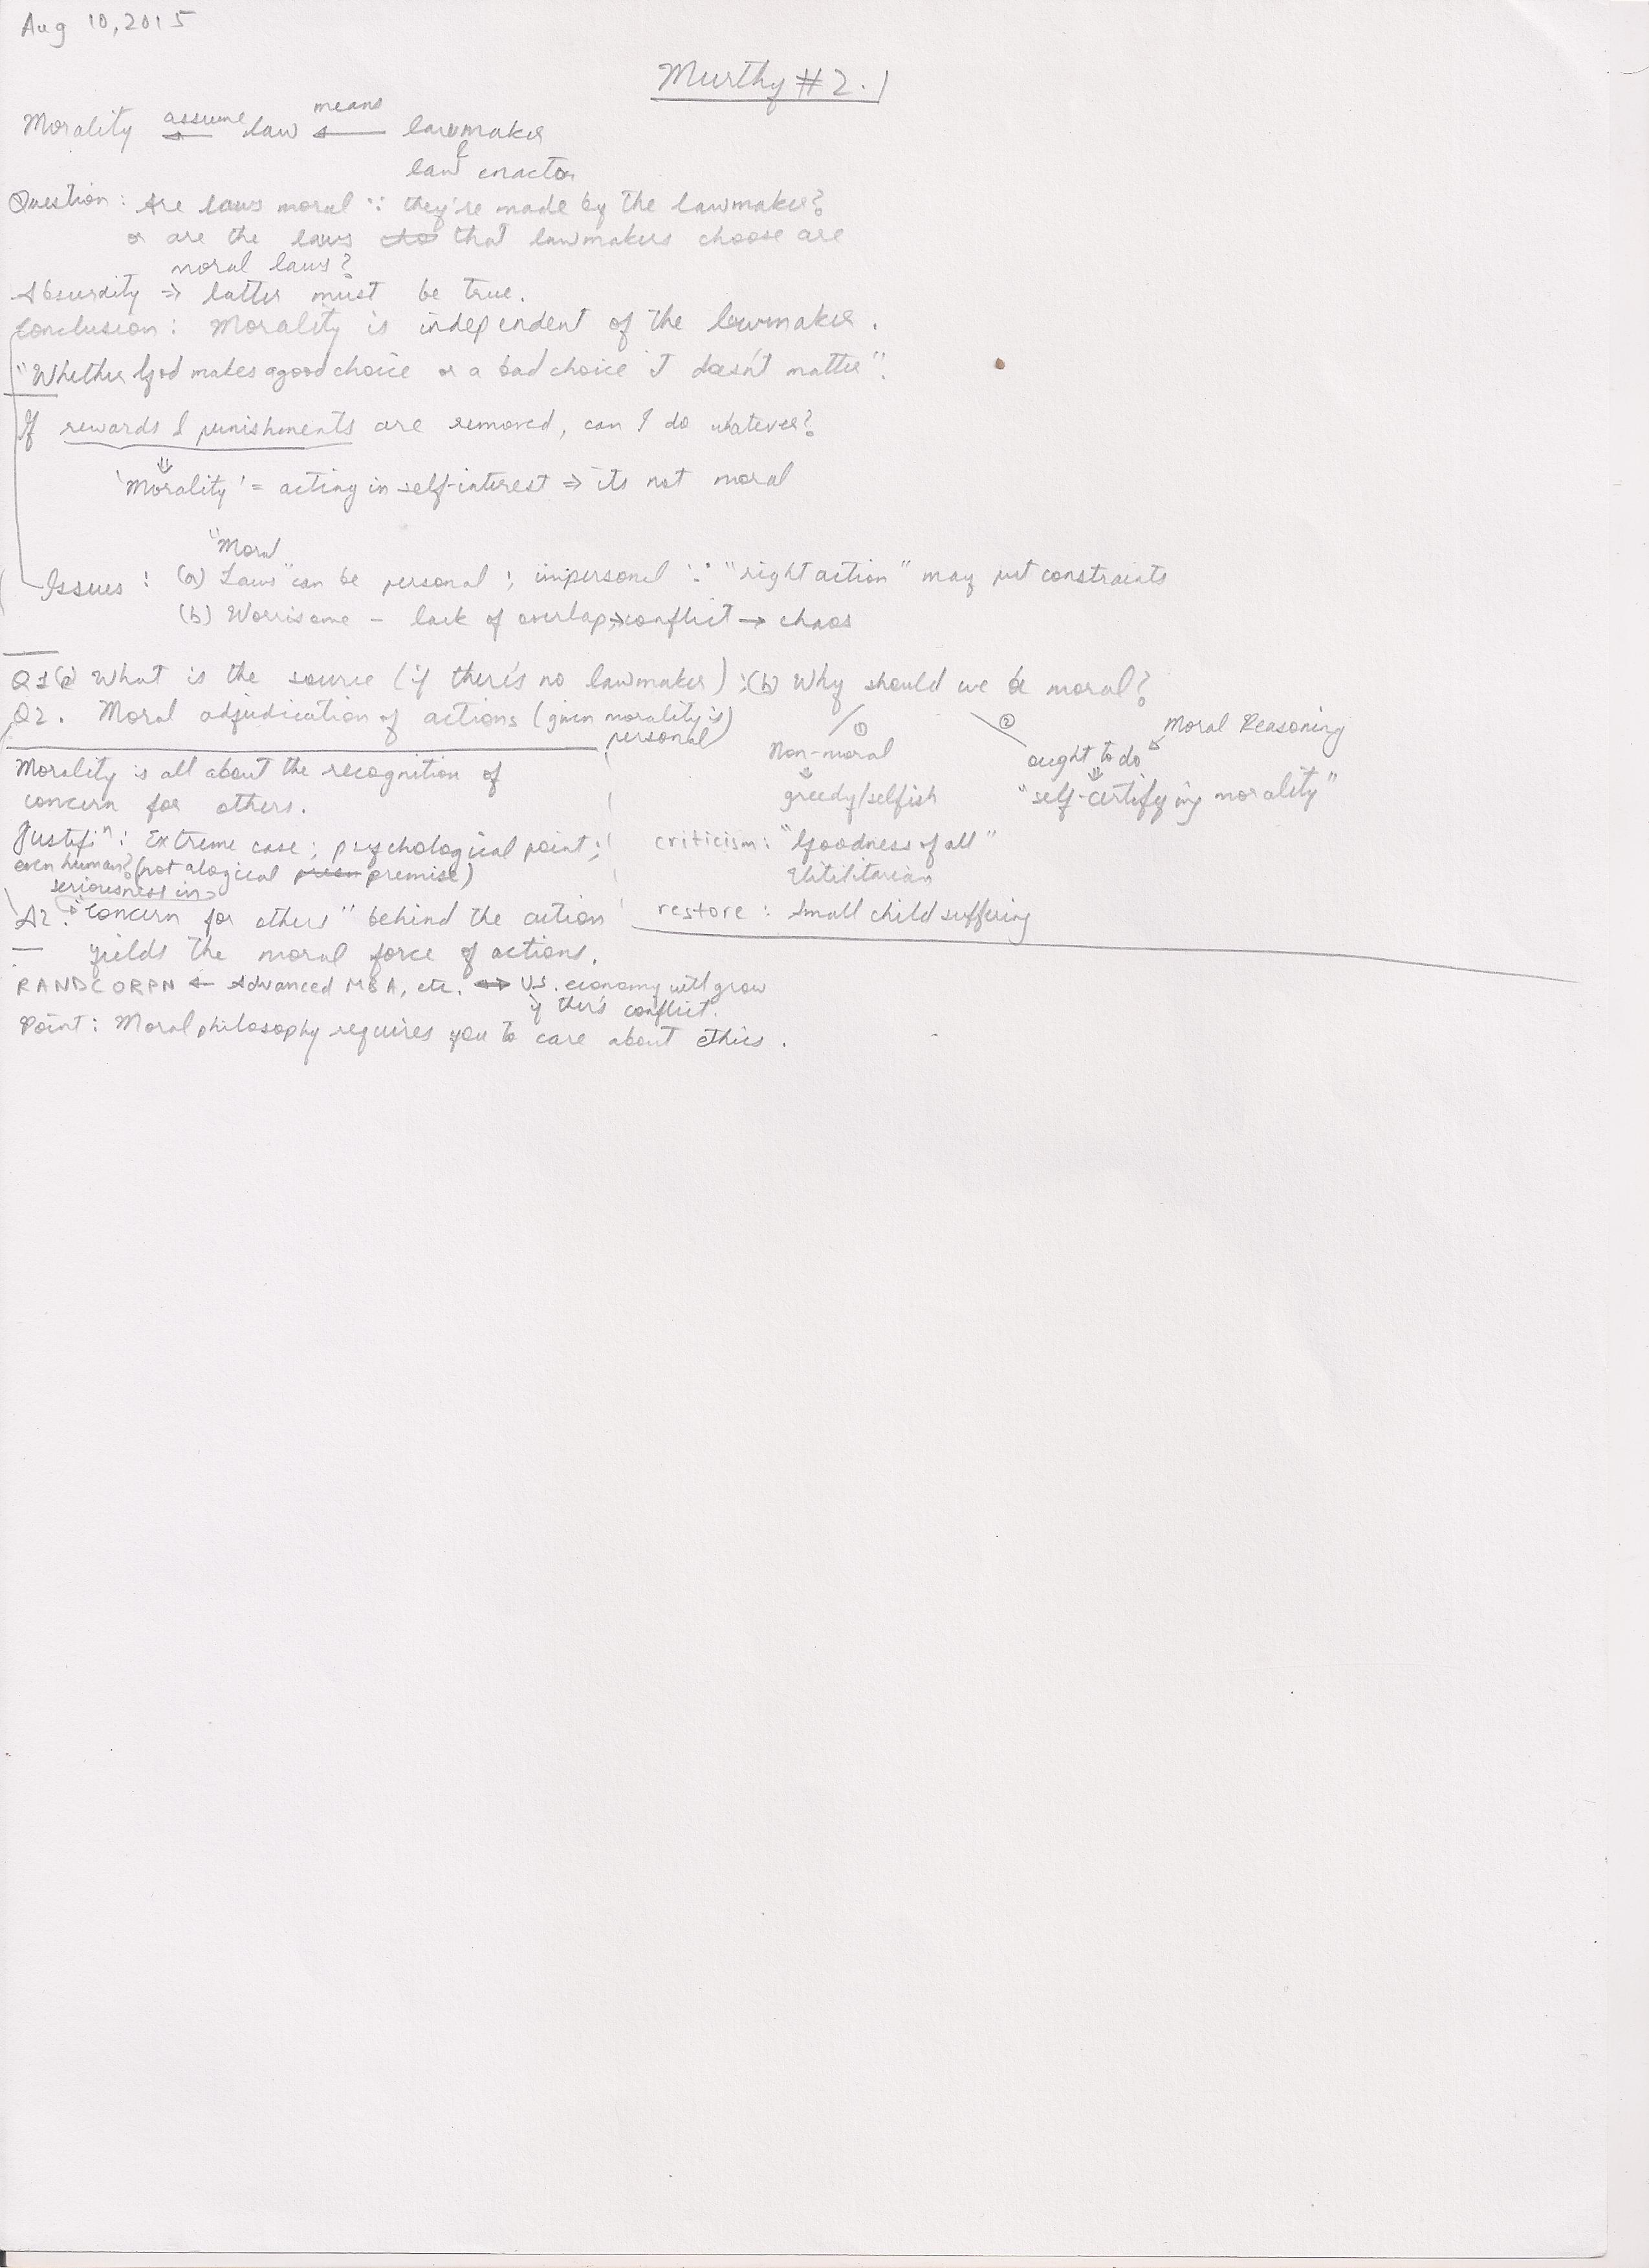 Aug 10, 2015
Murthy #2.1
Morality ← assume law ← means lawmaker
&
law enactor
Question: Are laws moral ∵ they're made by the lawmaker?
or are the laws that lawmakers choose are
moral laws?
Absurdity ⇒ latter must be true.
Conclusion: Morality is independent of the lawmaker.
"Whether God makes a good choice or a bad choice it doesn't matter".
If rewards & punishments are removed, can I do whatever?
⇓
'Morality' = acting in self-interest ⇒ its not moral
"Moral
Issues: (a) Laws" can be personal; impersonal ∵ "right action" may put constraints
(b) Worrisome - lack of overlap → conflict → chaos
Q1(a) What is the source (if there's no lawmaker); (b) Why should we be moral?
Q2. Moral adjudication of actions (given morality is
personal)
① ② Moral Reasoning
Non-moral
ought to do
⇓ ⇓
greedy/selfish
"self-certifying morality"
Morality is all about the recognition of
concern for others.
Justifiⁿ: Extreme case; psychological point;
even human? (not a logical premise)
criticism: "Goodness of all"
Utilitarian
seriousness in
A2. "concern for others" behind the action
yields the moral force of actions.
restore: small child suffering
RANDCORPN ← Advanced MBA, etc. ↔ U.S. economy will grow
if there's conflict.
Point: Moral philosophy requires you to care about ethics.